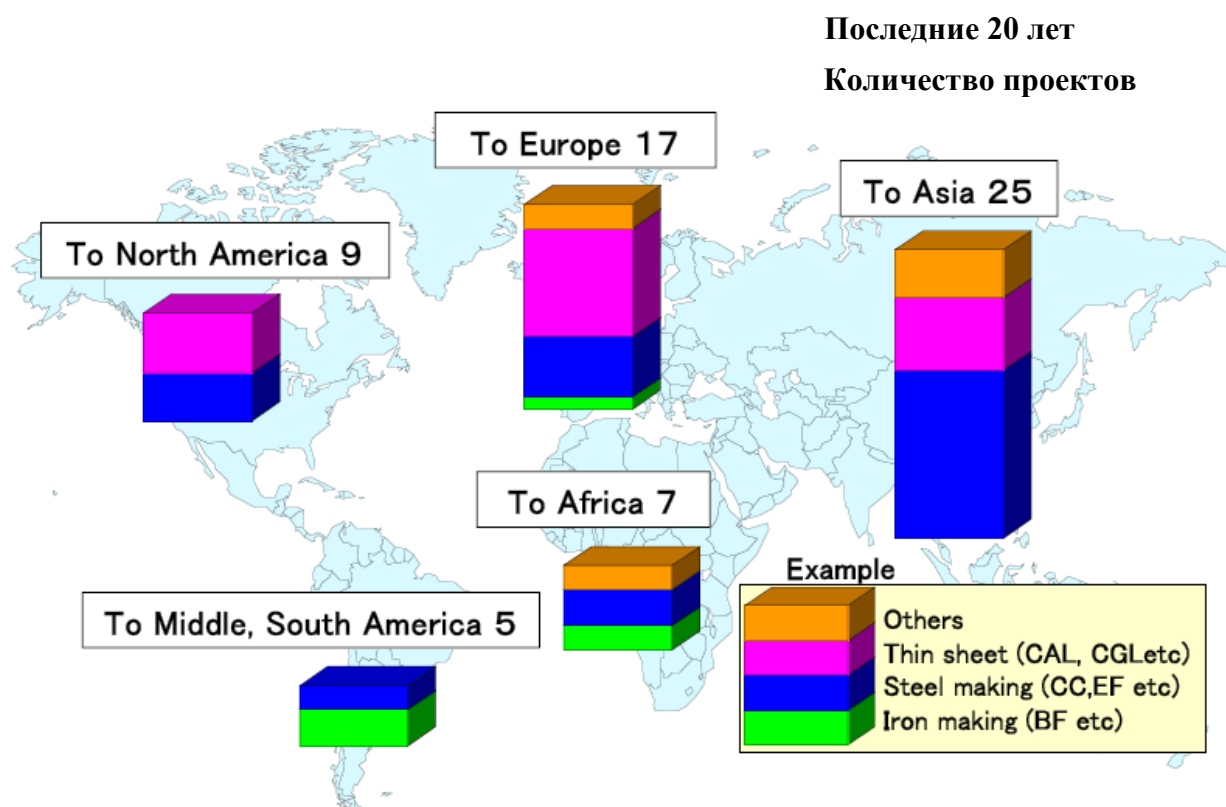 Последние 20 лет
Количество проектов
To Europe 17
To Asia 25
To North America 9
To Africa 7
To Middle, South America 5
Example
Others
Thin sheet (CAL, CGLetc)
Steel making (CC,EF etc)
Iron making (BF etc)